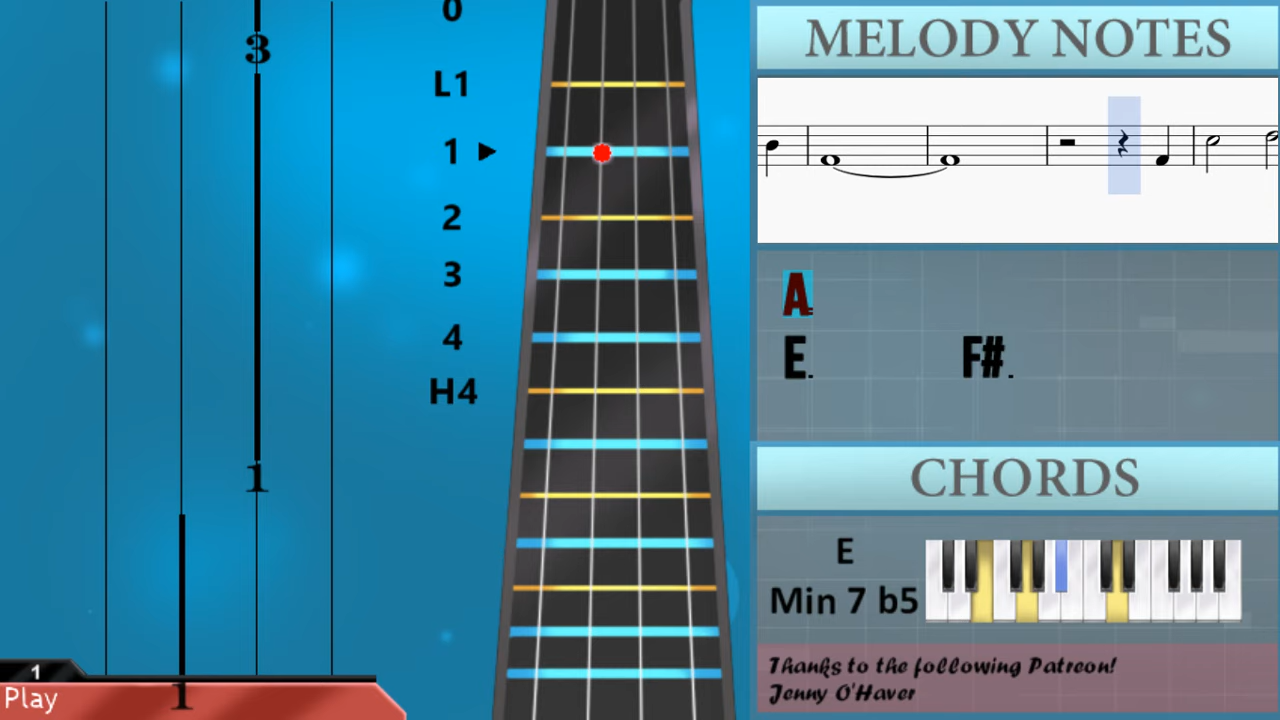 3
1
1
Play
1
0
L1
1
2
3
4
H4
MELODY NOTES
A.
E. F#.
CHORDS
E
Min 7 b5
Thanks to the following Patreon!
Jenny O'Haver